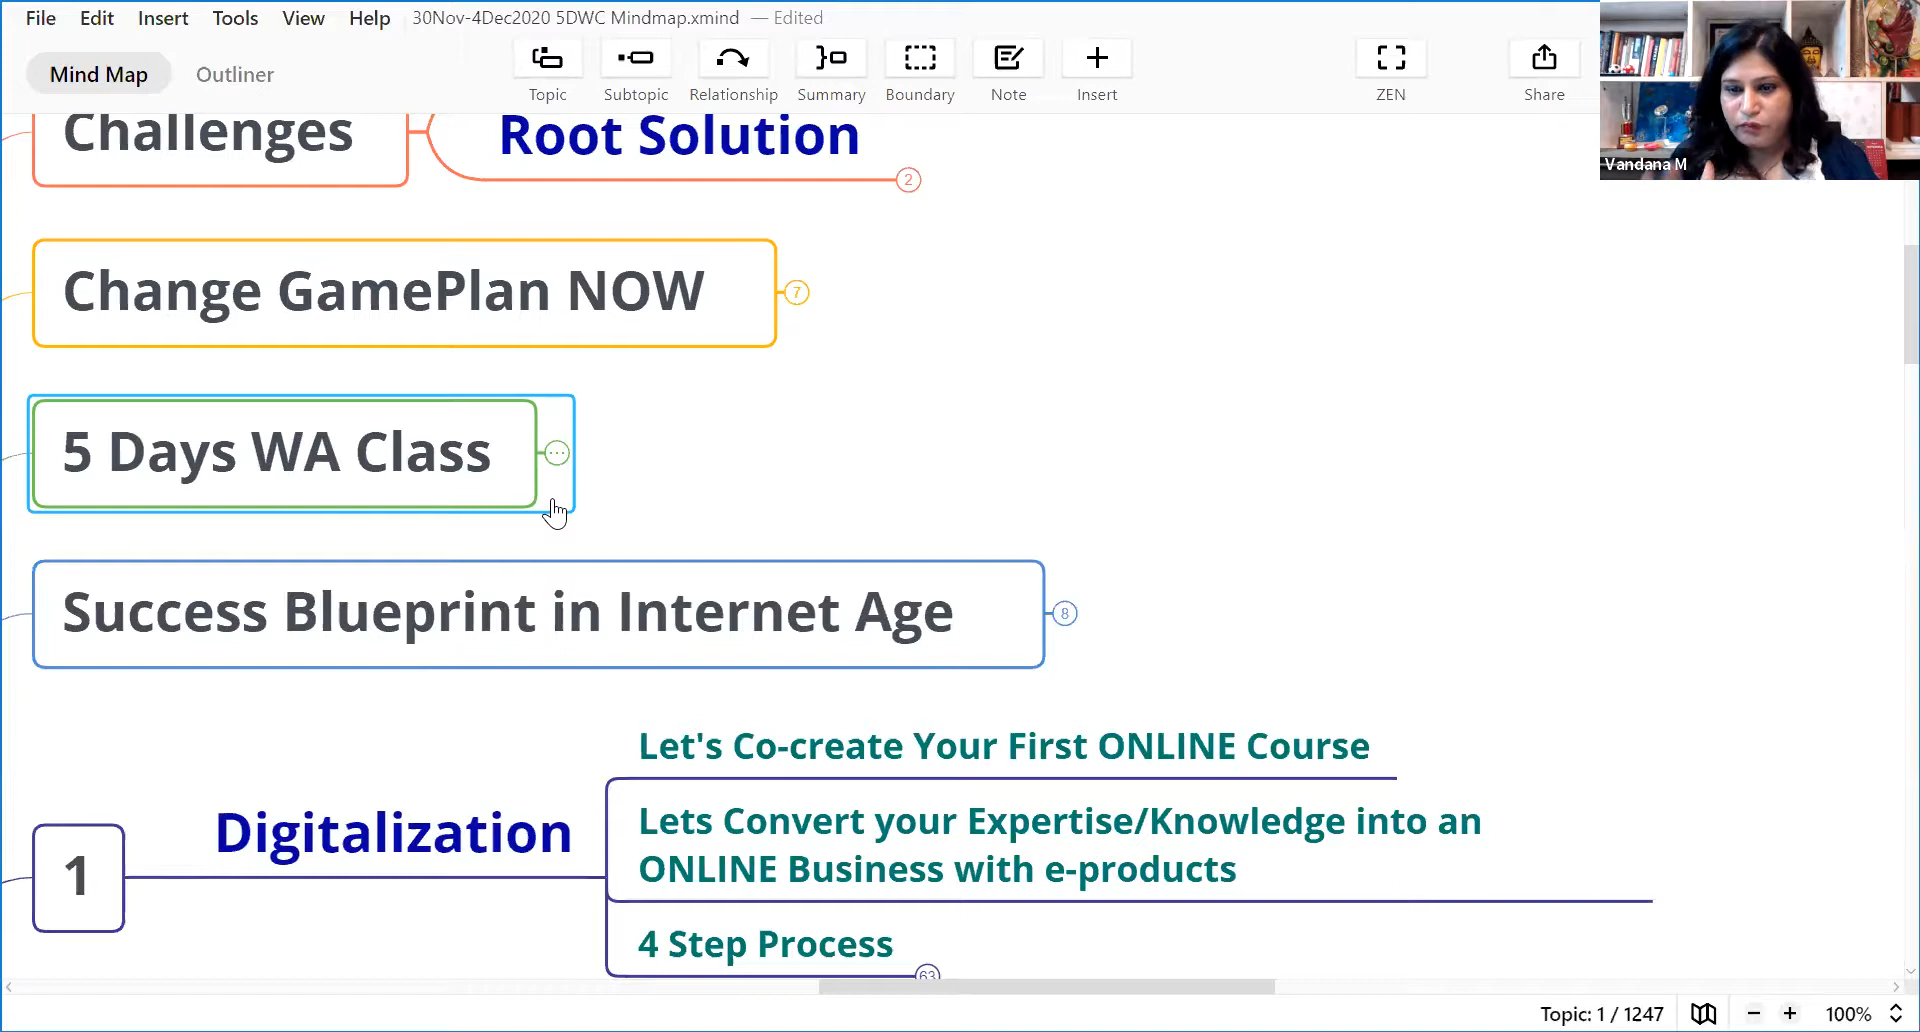 File Edit Insert Tools View Help 30Nov-4Dec2020 5DWC Mindmap.xmind — Edited
Mind Map Outliner
Topic Subtopic Relationship Summary Boundary Note Insert ZEN Share
Vandana M
Challenges
Root Solution
2
Change GamePlan NOW
7
5 Days WA Class
Success Blueprint in Internet Age
8
Let's Co-create Your First ONLINE Course
1
Digitalization
Lets Convert your Expertise/Knowledge into an
ONLINE Business with e-products
4 Step Process
63
Topic: 1 / 1247
100%